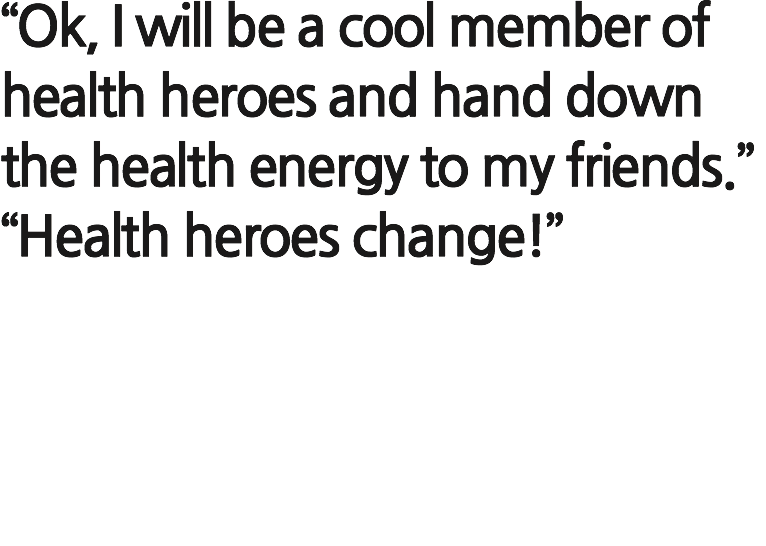 “Ok, I will be a cool member of
health heroes and hand down
the health energy to my friends.”
“Health heroes change!”